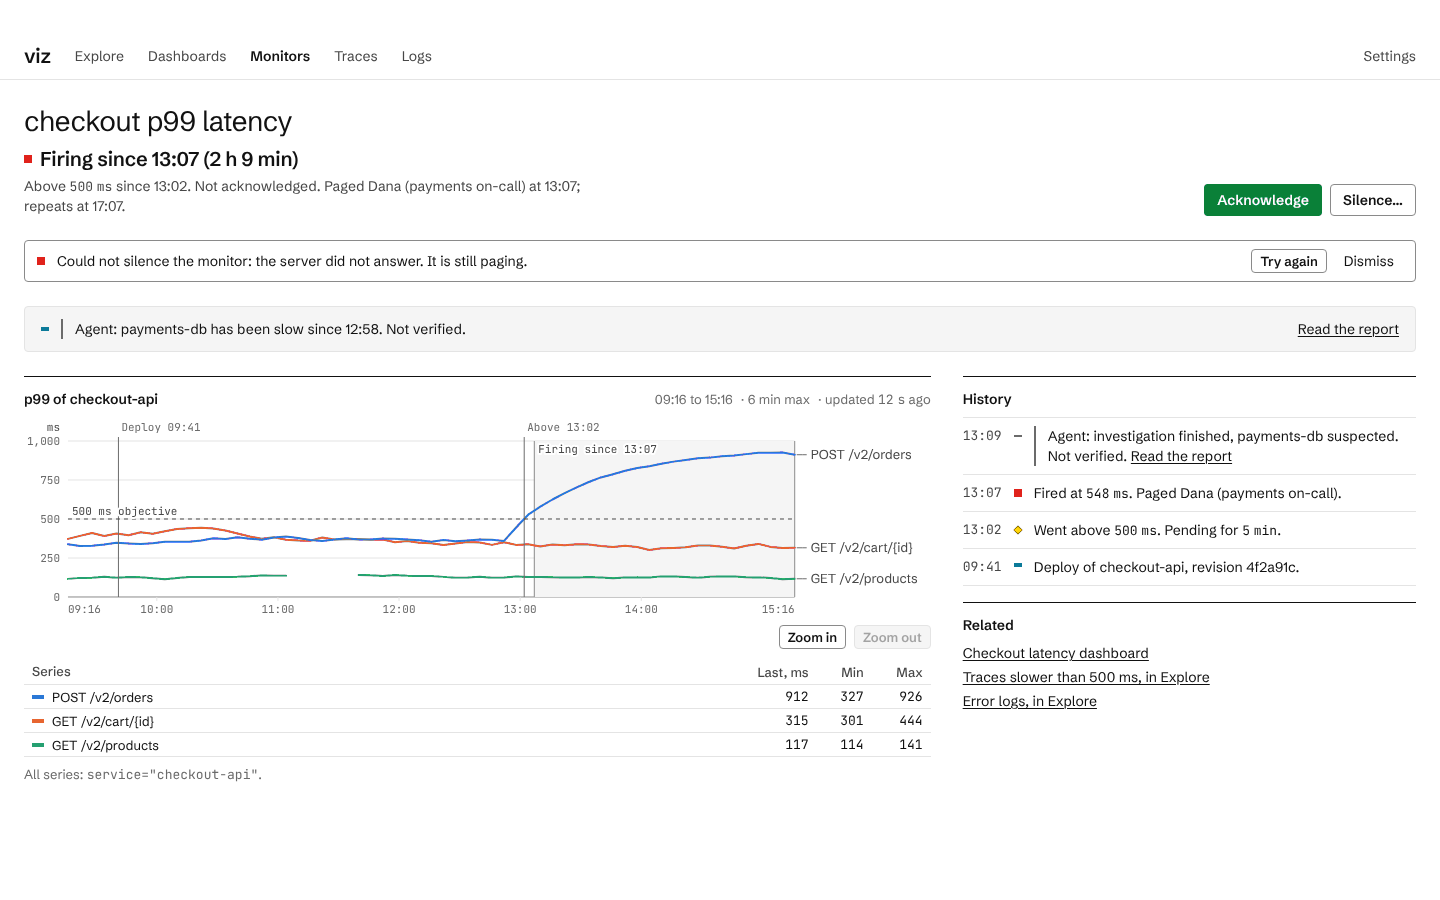 viz Explore Dashboards Monitors Traces Logs Settings
checkout p99 latency
Firing since 13:07 (2 h 9 min)
Above 500 ms since 13:02. Not acknowledged. Paged Dana (payments on-call) at 13:07;
repeats at 17:07.
Acknowledge Silence...
Could not silence the monitor: the server did not answer. It is still paging. Try again Dismiss
Agent: payments-db has been slow since 12:58. Not verified. Read the report
p99 of checkout-api 09:16 to 15:16 · 6 min max · updated 12 s ago
ms Deploy 09:41 Above 13:02
1,000
Firing since 13:07
POST /v2/orders
750
500 ms objective
500
GET /v2/cart/{id}
250
GET /v2/products
0
09:16 10:00 11:00 12:00 13:00 14:00 15:16
Zoom in Zoom out
Series Last, ms Min Max
POST /v2/orders 912 327 926
GET /v2/cart/{id} 315 301 444
GET /v2/products 117 114 141
All series: service="checkout-api".
History
13:09 Agent: investigation finished, payments-db suspected.
Not verified. Read the report
13:07 Fired at 548 ms. Paged Dana (payments on-call).
13:02 Went above 500 ms. Pending for 5 min.
09:41 Deploy of checkout-api, revision 4f2a91c.
Related
Checkout latency dashboard
Traces slower than 500 ms, in Explore
Error logs, in Explore